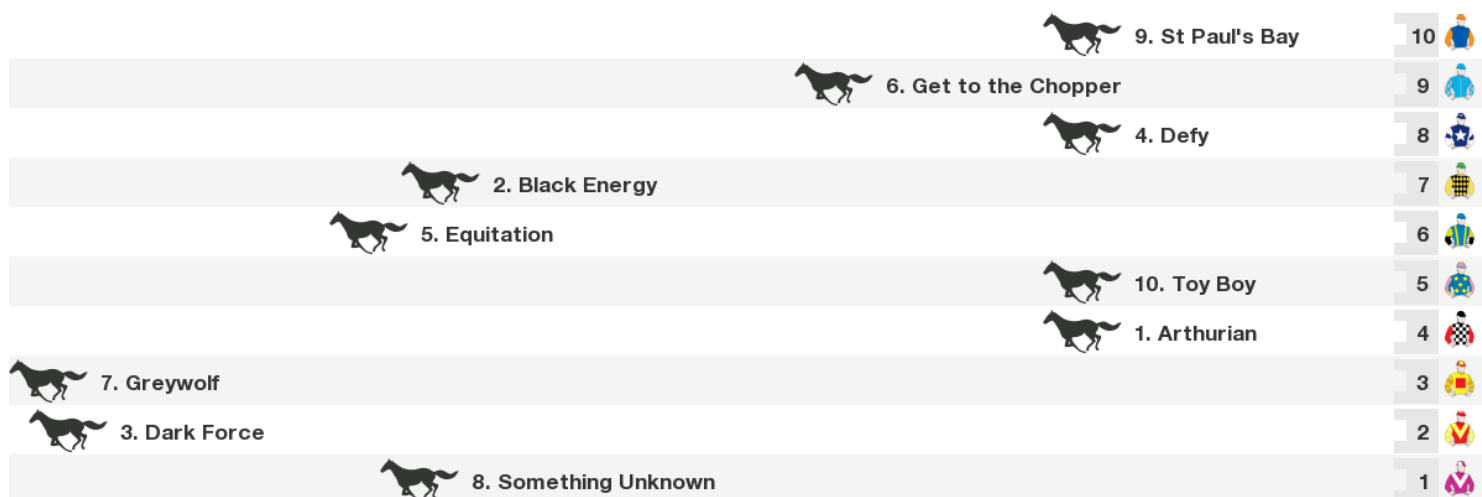 9. St Paul's Bay 10
6. Get to the Chopper 9
4. Defy 8
2. Black Energy 7
5. Equitation 6
10. Toy Boy 5
1. Arthurian 4
7. Greywolf 3
3. Dark Force 2
8. Something Unknown 1